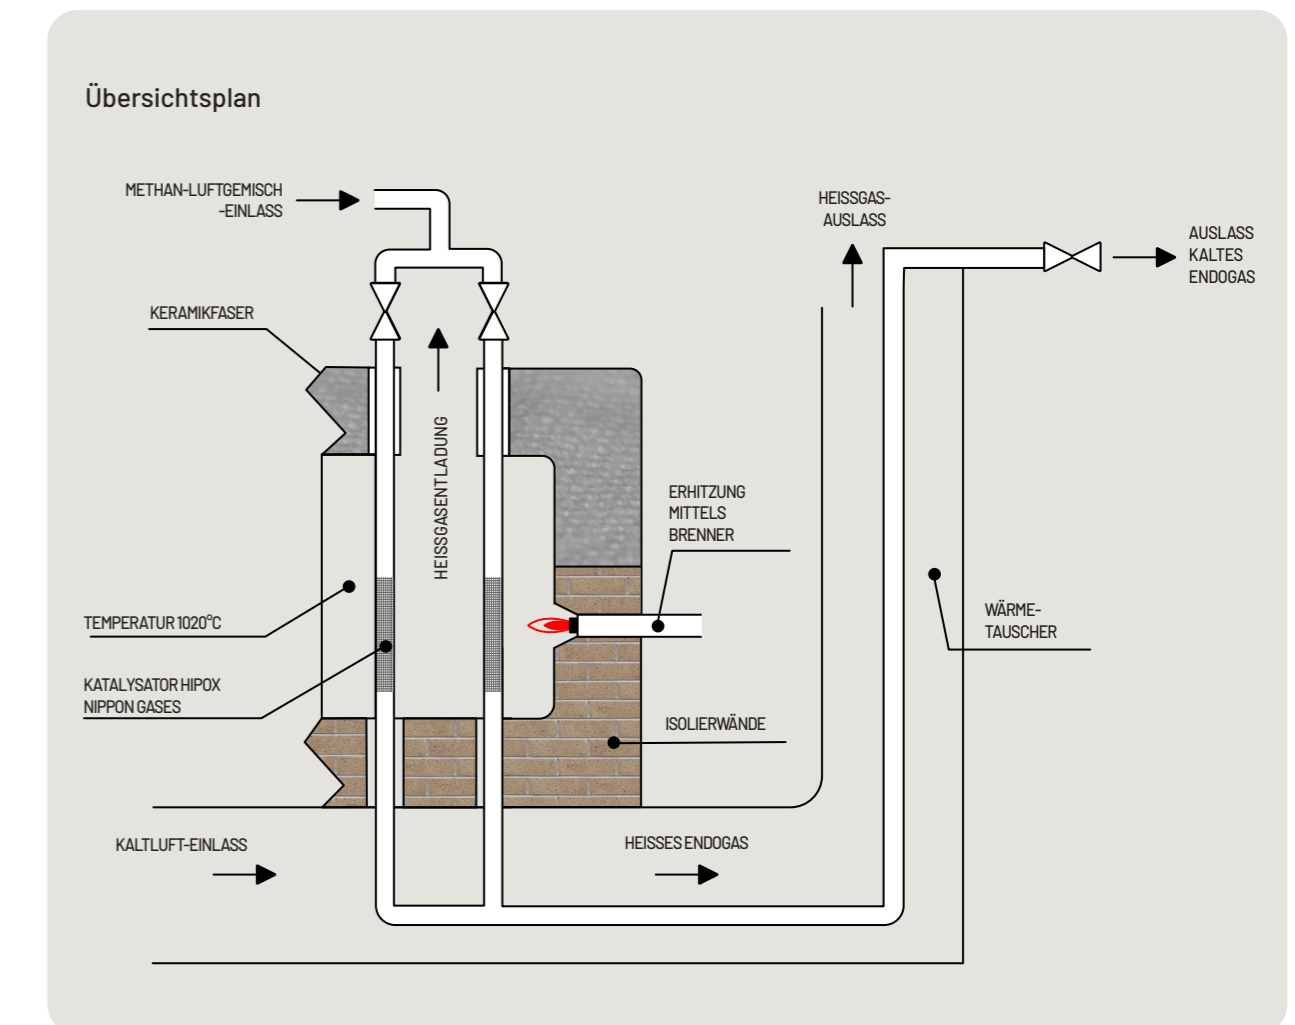 Übersichtsplan
METHAN-LUFTGEMISCH
-EINLASS
HEISSGAS-
AUSLASS
AUSLASS
KALTES
ENDOGAS
KERAMIKFASER
HEISSGASENTLADUNG
ERHITZUNG
MITTELS
BRENNER
TEMPERATUR 1020°C
WÄRME-
TAUSCHER
KATALYSATOR HIPOX
NIPPON GASES
ISOLIERWÄNDE
KALTLUFT-EINLASS
HEISSES ENDOGAS